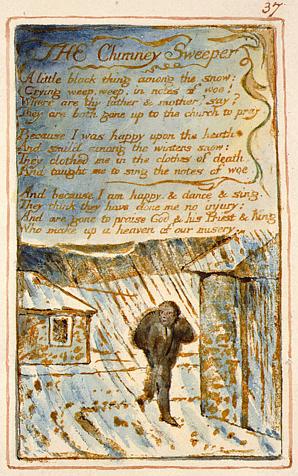 37
THE Chimney Sweeper
A little black thing among the snow:
Crying weep, weep, in notes of woe!
Where are thy father & mother? say?
They are both gone up to the church to pray.
Because I was happy upon the heath,
And smil'd among the winters snow:
They clothed me in the clothes of death,
And taught me to sing the notes of woe.
And because I am happy, & dance & sing,
They think they have done me no injury:
And are gone to praise God & his Priest & King
Who make up a heaven of our misery.